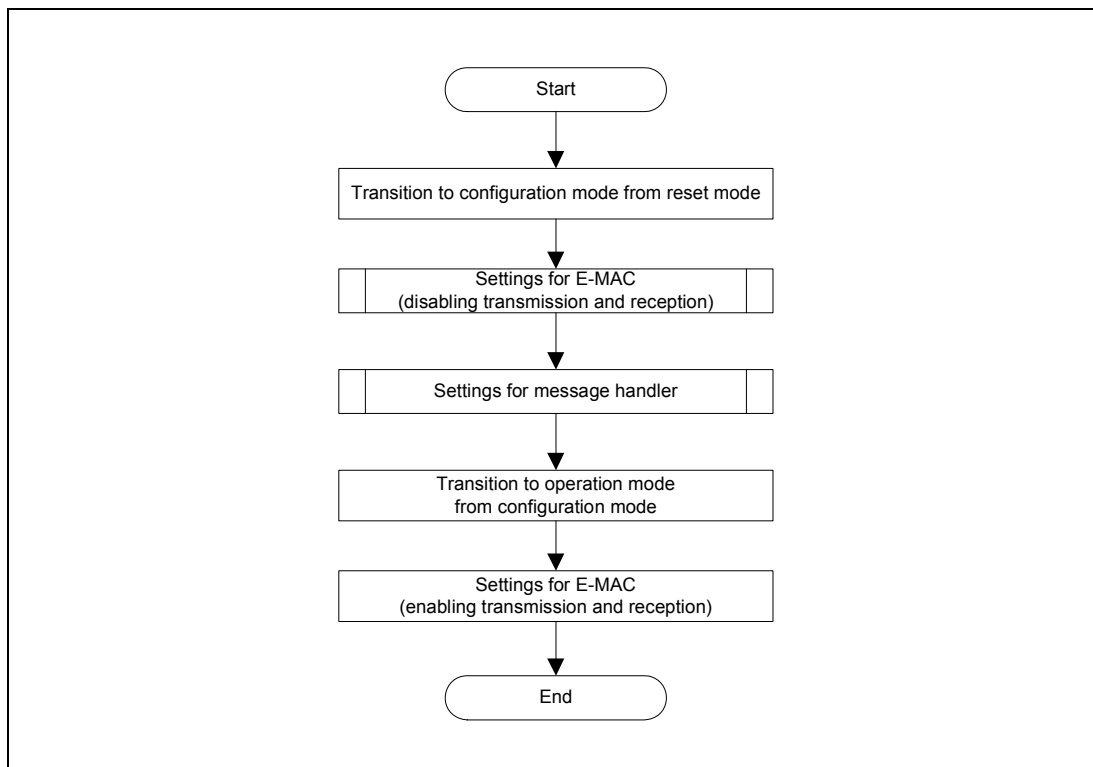 Start
Transition to configuration mode from reset mode
Settings for E-MAC
(disabling transmission and reception)
Settings for message handler
Transition to operation mode
from configuration mode
Settings for E-MAC
(enabling transmission and reception)
End